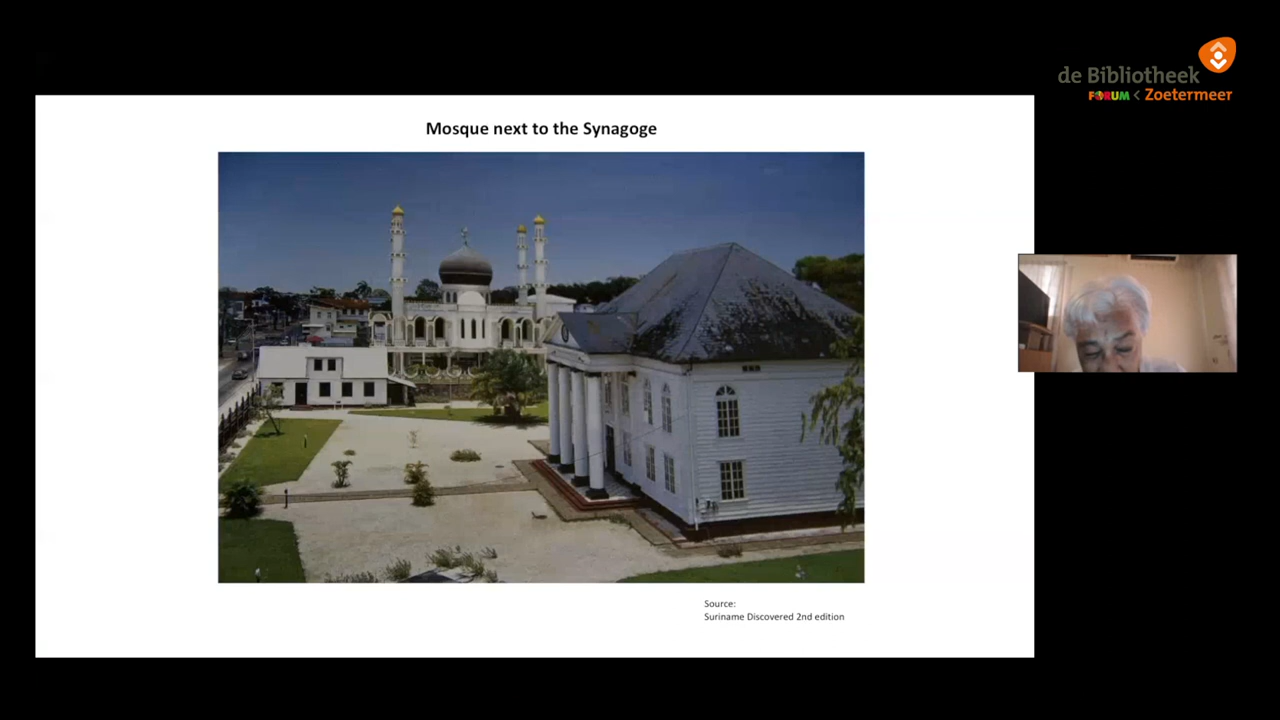 de Bibliotheek
FORUM < Zoetermeer
Mosque next to the Synagoge
Source:
Suriname Discovered 2nd edition